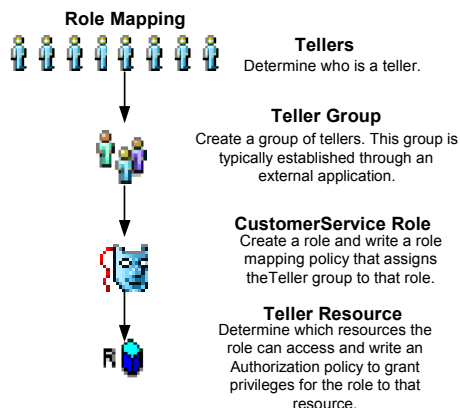 Role Mapping
Tellers
Determine who is a teller.
Teller Group
Create a group of tellers. This group is
typically established through an
external application.
CustomerService Role
Create a role and write a role
mapping policy that assigns
theTeller group to that role.
Teller Resource
Determine which resources the
role can access and write an
Authorization policy to grant
privileges for the role to that
resource.
R